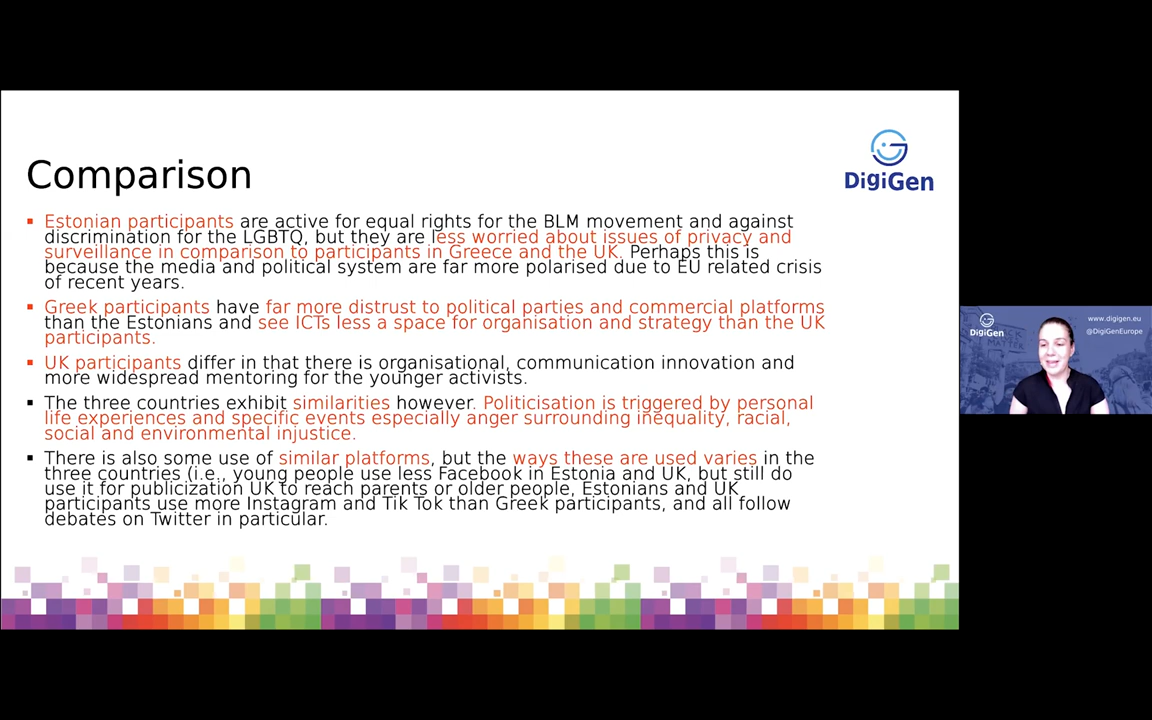 Comparison
DigiGen
▪ Estonian participants are active for equal rights for the BLM movement and against
discrimination for the LGBTQ, but they are less worried about issues of privacy and
surveillance in comparison to participants in Greece and the UK. Perhaps this is
because the media and political system are far more polarised due to EU related crisis
of recent years.
▪ Greek participants have far more distrust to political parties and commercial platforms
than the Estonians and see ICTs less a space for organisation and strategy than the UK
participants.
▪ UK participants differ in that there is organisational, communication innovation and
more widespread mentoring for the younger activists.
▪ The three countries exhibit similarities however. Politicisation is triggered by personal
life experiences and specific events especially anger surrounding inequality, racial,
social and environmental injustice.
▪ There is also some use of similar platforms, but the ways these are used varies in the
three countries (i.e., young people use less Facebook in Estonia and UK, but still do
use it for publicization UK to reach parents or older people, Estonians and UK
participants use more Instagram and Tik Tok than Greek participants, and all follow
debates on Twitter in particular.
DigiGen
www.digigen.eu
@DigiGenEurope